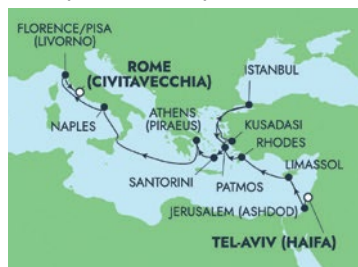 FLORENCE/PISA
(LIVORNO)
ROME
(CIVITAVECCHIA)
ISTANBUL
ATHENS
(PIRAEUS)
KUSADASI
NAPLES
RHODES
LIMASSOL
SANTORINI
PATMOS
JERUSALEM (ASHDOD)
TEL-AVIV (HAIFA)